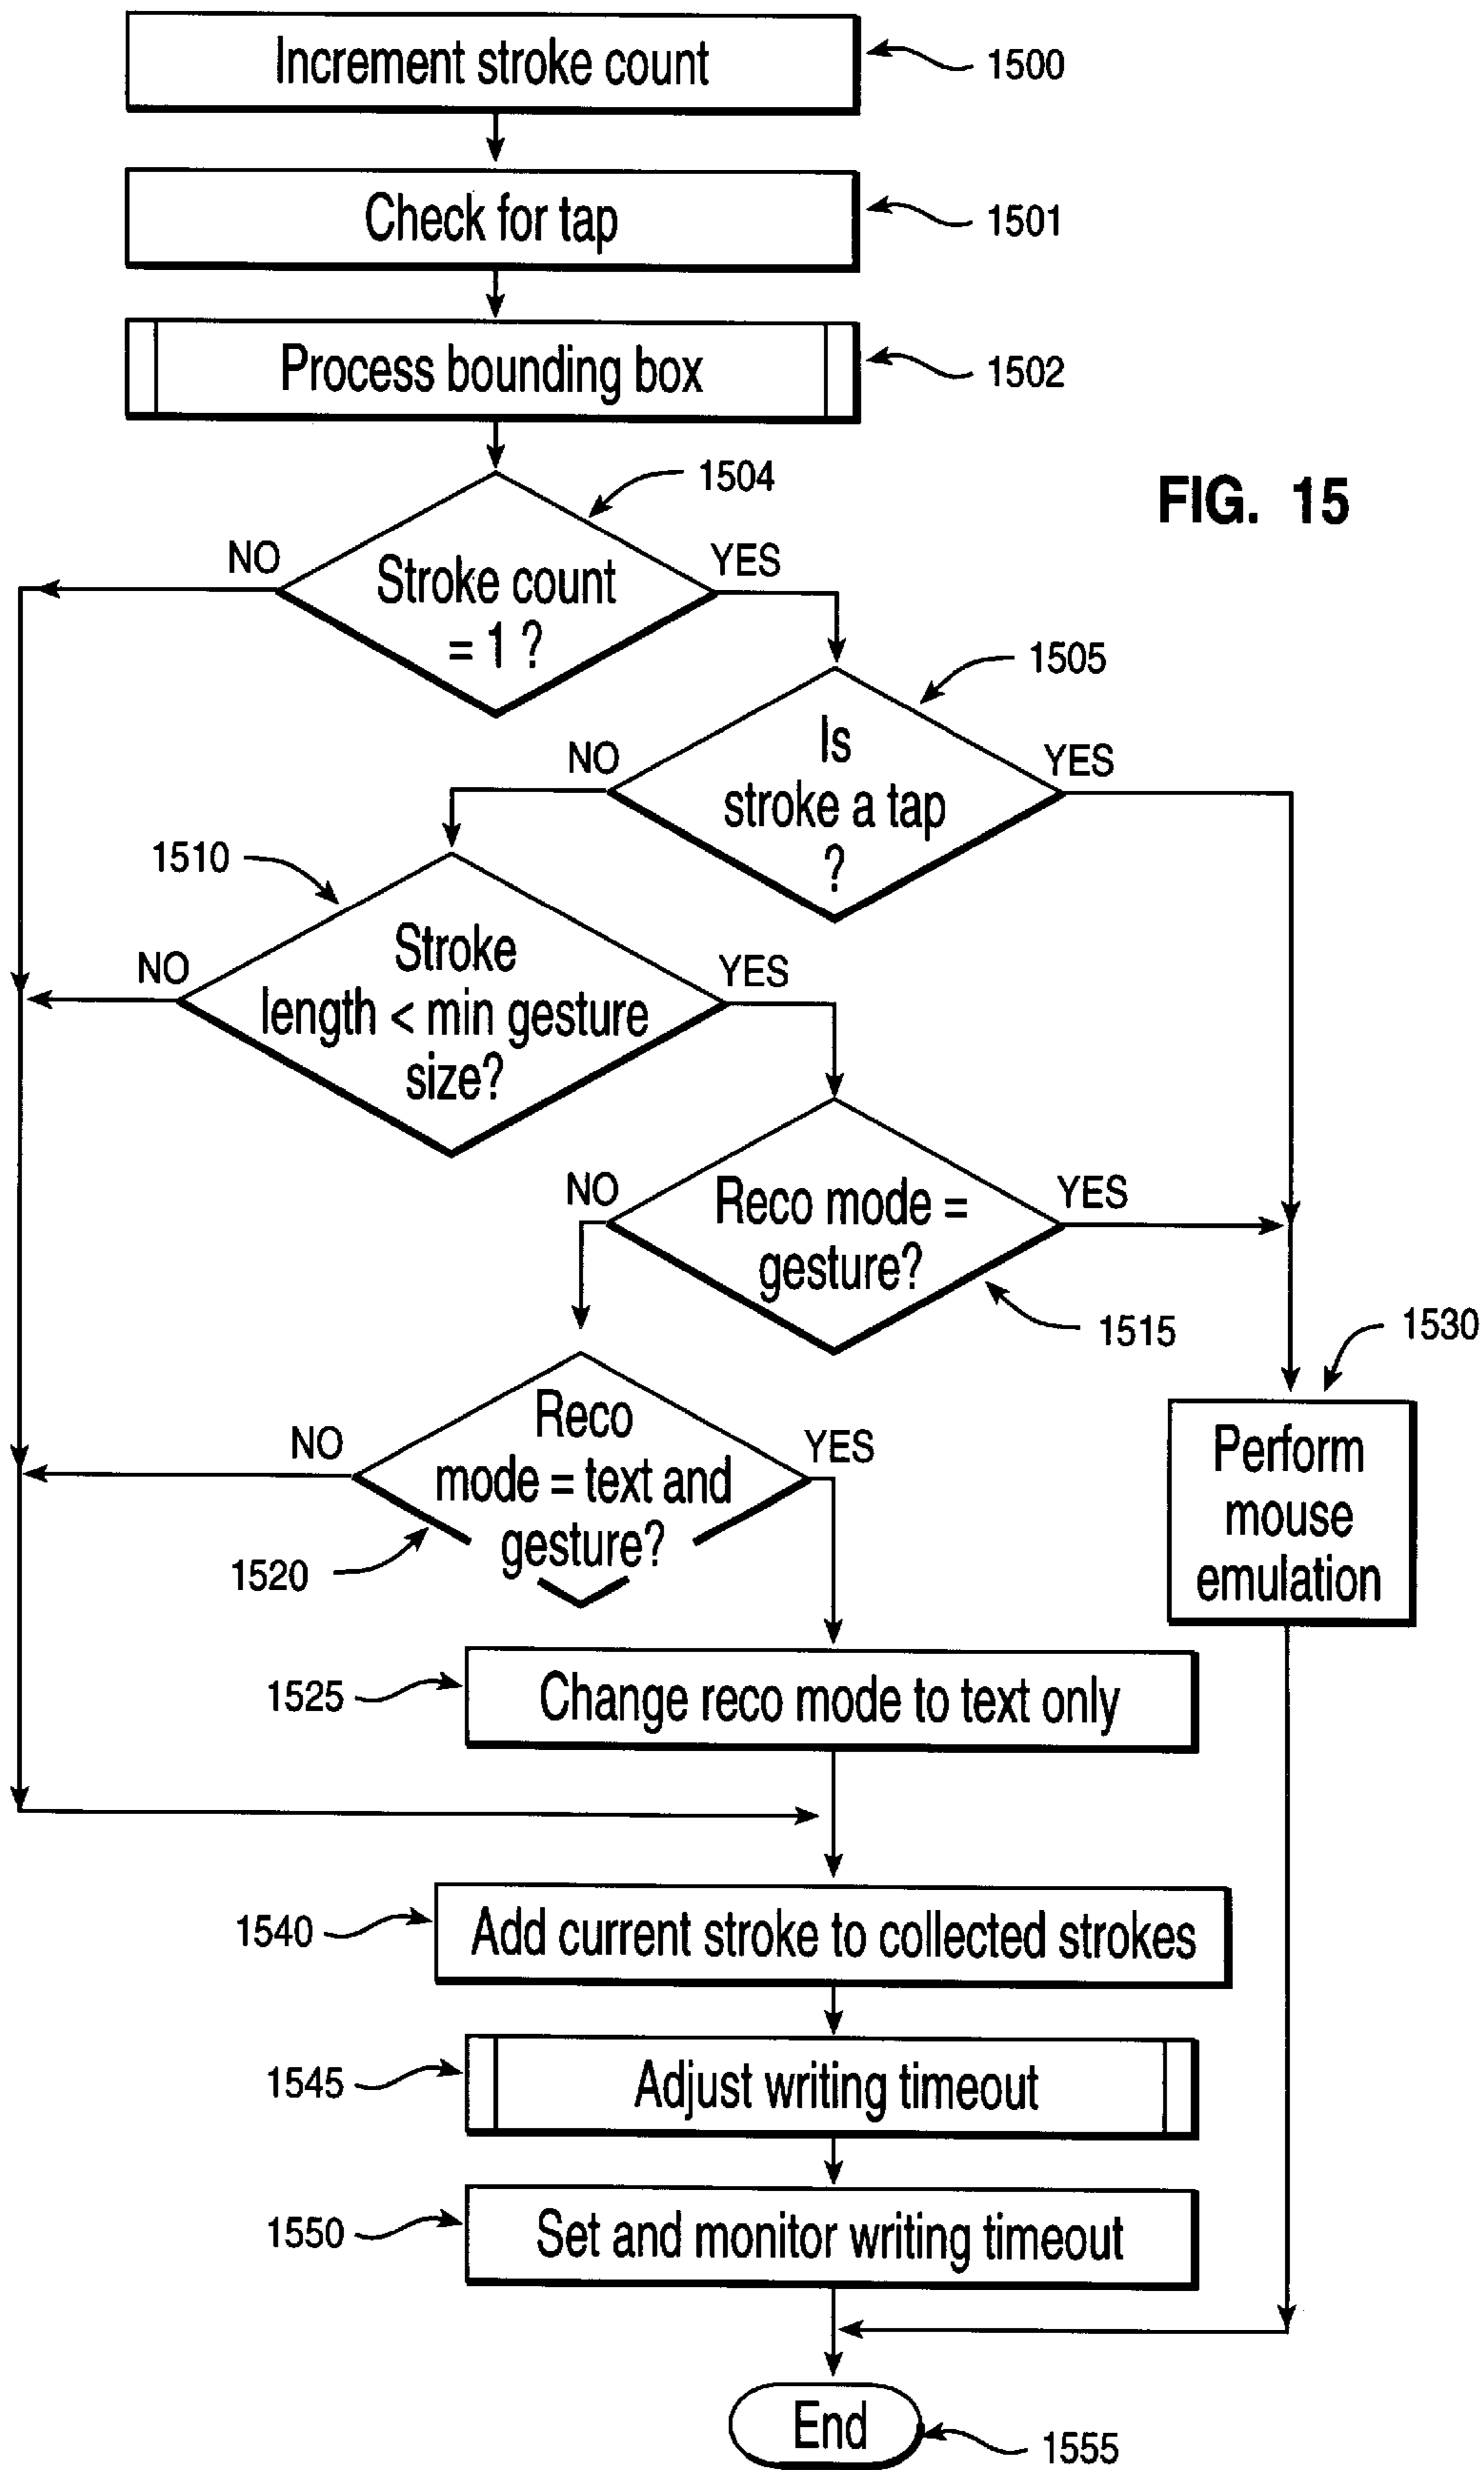 Increment stroke count
1500
Check for tap
1501
Process bounding box
1502
1504
FIG. 15
NO
YES
Stroke count
= 1 ?
1505
NO
YES
Is
stroke a tap
?
1510
NO
YES
Stroke
length < min gesture
size?
NO
YES
Reco mode =
gesture?
1515
1530
NO
YES
Reco
mode = text and
gesture?
1520
Perform
mouse
emulation
1525
Change reco mode to text only
1540
Add current stroke to collected strokes
1545
Adjust writing timeout
1550
Set and monitor writing timeout
End
1555